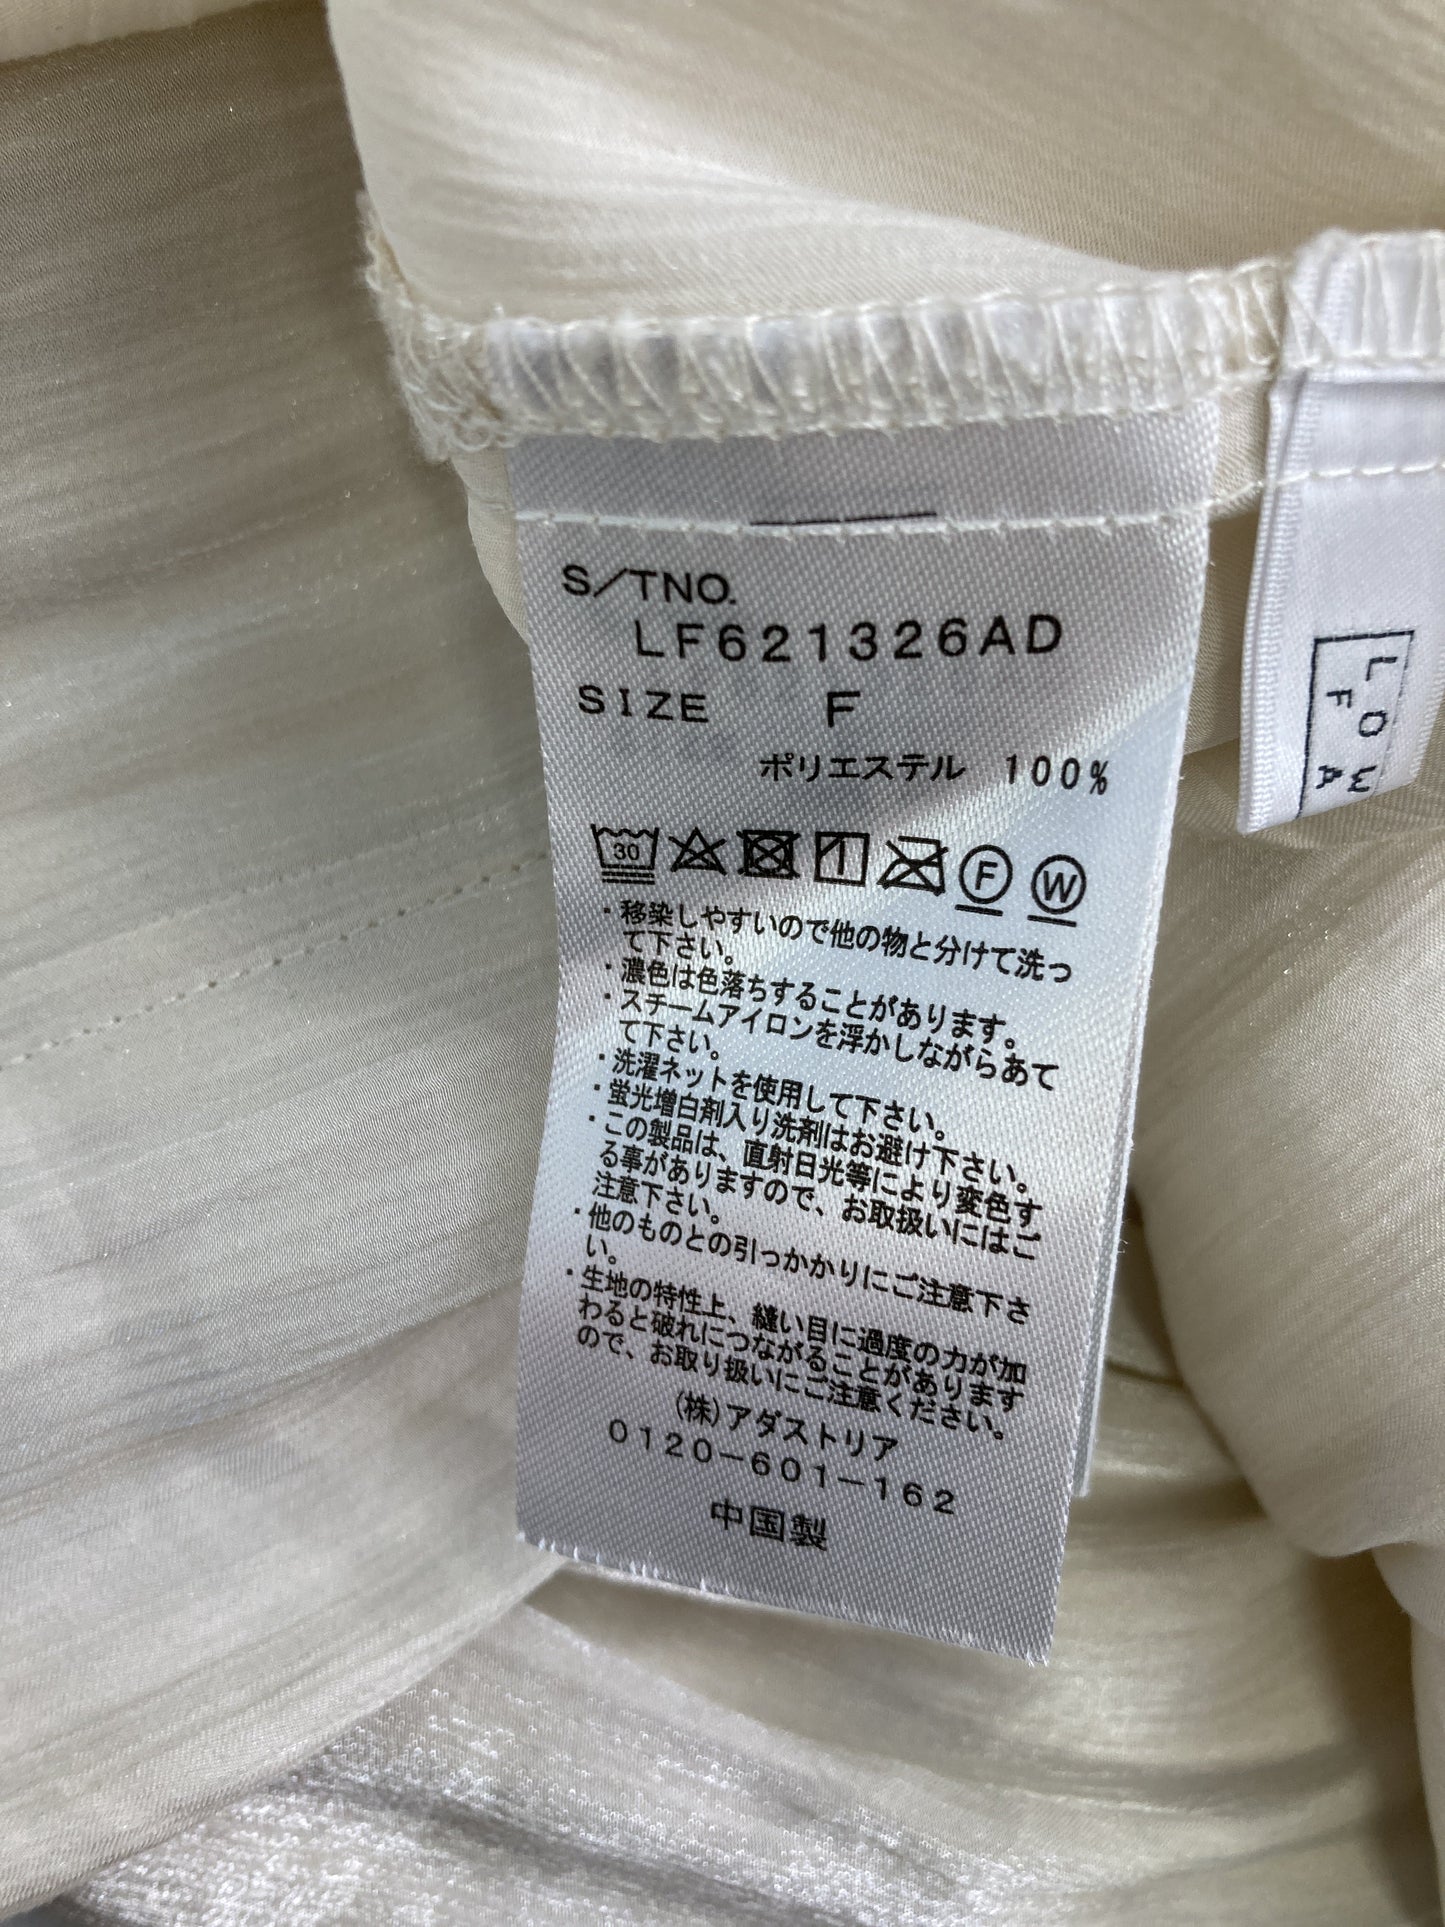 S/TNO.
LF621326AD
SIZE F
ポリエステル 100%
30
F
W
・移染しやすいので他の物と分けて洗っ
て下さい。
・濃色は色落ちすることがあります。
・スチームアイロンを浮かしながらあて
て下さい。
・洗濯ネットを使用して下さい。
・蛍光増白剤入り洗剤はお避け下さい。
・この製品は、直射日光等により変色す
る事がありますので、お取扱いにはご
注意下さい。
・他のものとの引っかかりにご注意下さ
い。
・生地の特性上、縫い目に過度の力が加
わると破れにつながることがあります
ので、お取り扱いにご注意ください。
(株)アダストリア
0120-601-162
中国製
LOW
F A